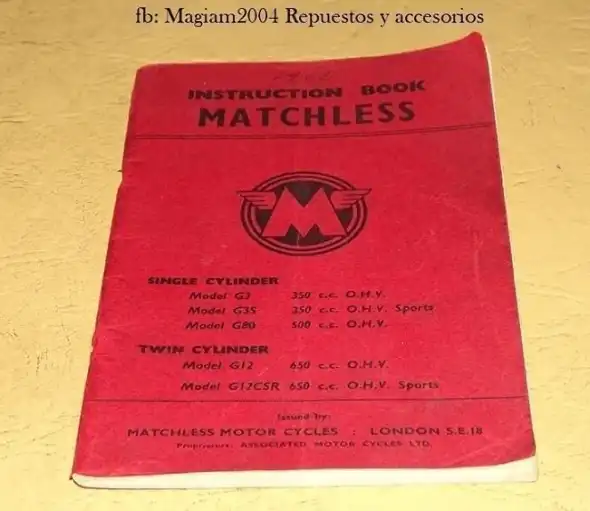 fb: Magiam2004 Repuestos y accesorios
INSTRUCTION BOOK
MATCHLESS
M
SINGLE CYLINDER
Model G3 350 c.c. O.H.V.
Model G3S 350 c.c. O.H.V. Sports
Model G80 500 c.c. O.H.V.
TWIN CYLINDER
Model G12 650 c.c. O.H.V.
Model G12CSR 650 c.c. O.H.V. Sports
Issued by:
MATCHLESS MOTOR CYCLES : LONDON S.E.18
Proprietors: ASSOCIATED MOTOR CYCLES LTD.